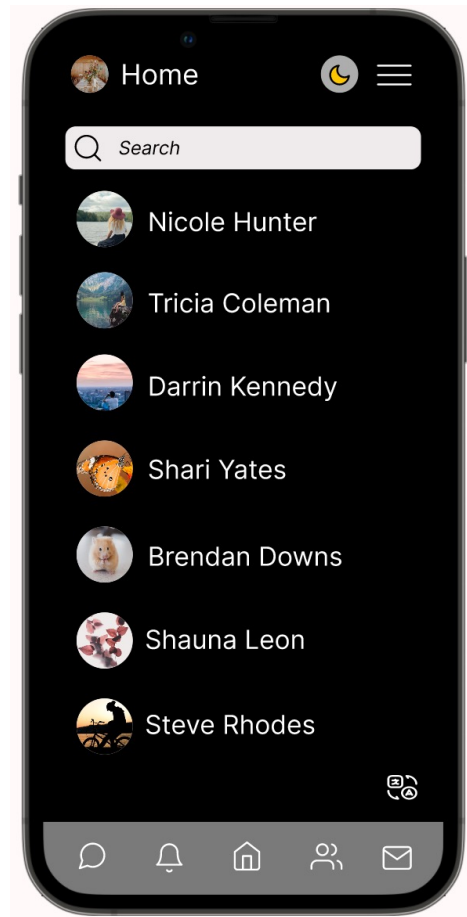 Home
Search
Nicole Hunter
Tricia Coleman
Darrin Kennedy
Shari Yates
Brendan Downs
Shauna Leon
Steve Rhodes